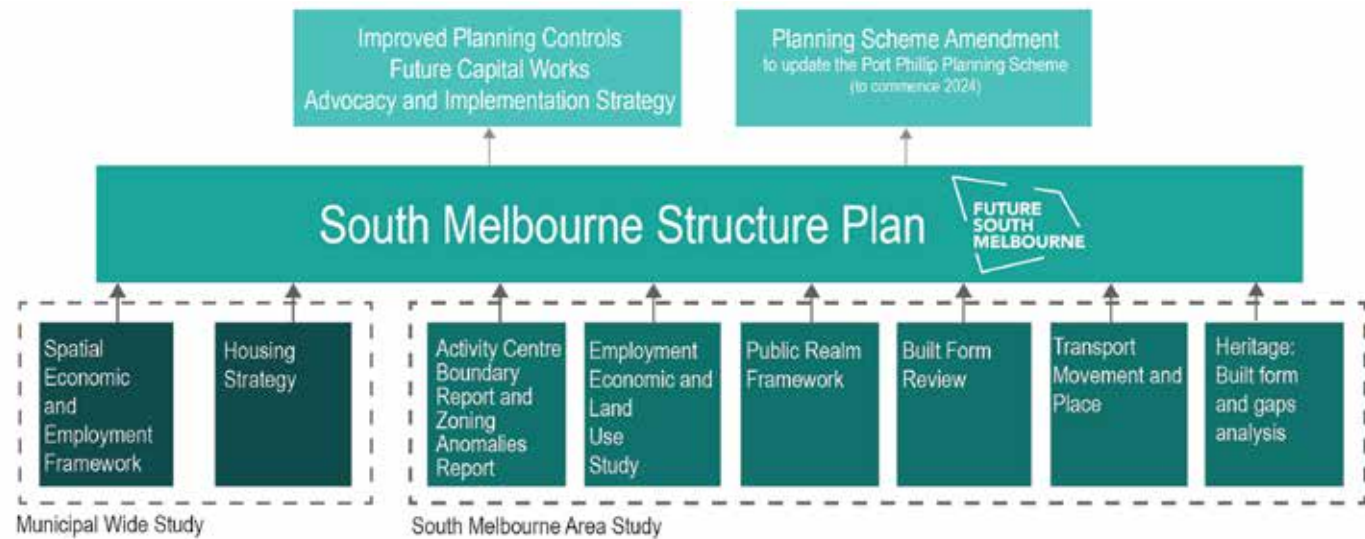 Improved Planning Controls
Future Capital Works
Advocacy and Implementation Strategy
Planning Scheme Amendment
to update the Port Phillip Planning Scheme
(to commence 2024)
South Melbourne Structure Plan
FUTURE
SOUTH
MELBOURNE
Spatial
Economic
and
Employment
Framework
Housing
Strategy
Activity Centre
Boundary
Report and
Zoning
Anomalies
Report
Employment
Economic and
Land
Use
Study
Public Realm
Framework
Built Form
Review
Transport
Movement and
Place
Heritage:
Built form
and gaps
analysis
Municipal Wide Study
South Melbourne Area Study